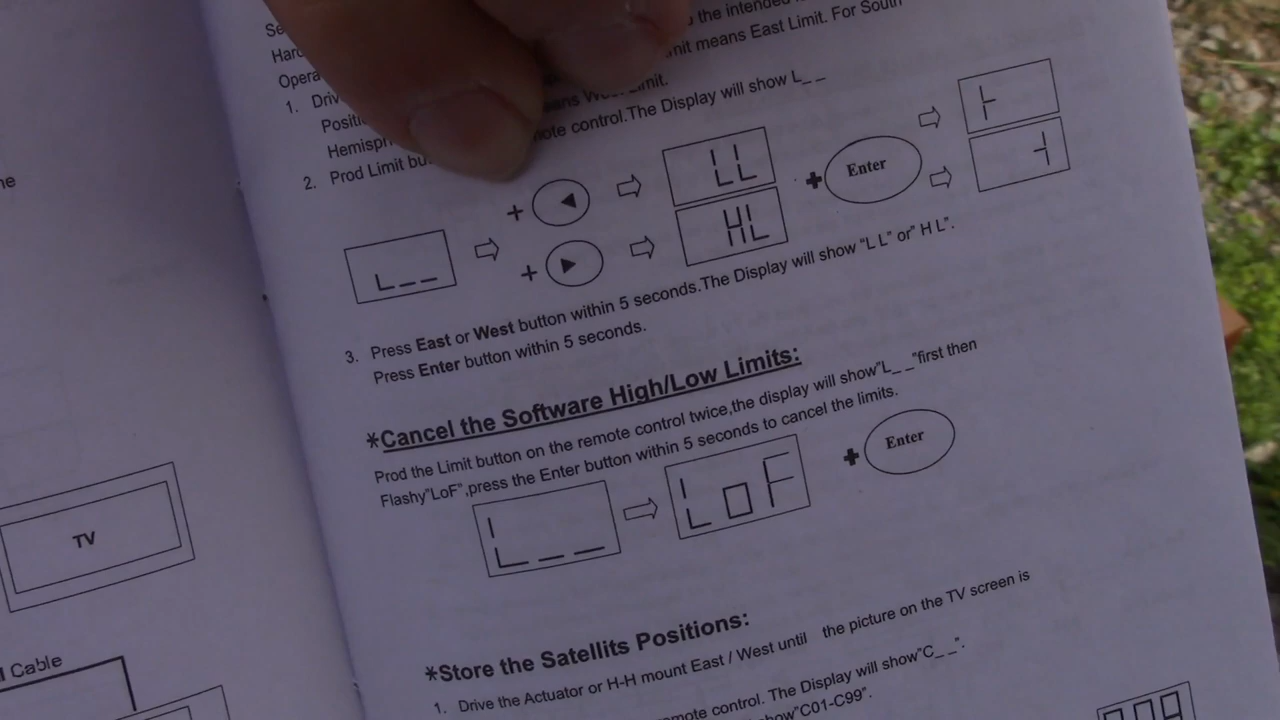 Se
Hard
Opera
the intended
mit means East Limit. For South
1. Driv
Positi
Hemisph
ans West Limit.
2. Prod Limit bu
mote control.The Display will show L_ _
+ ◄
LL
+ Enter
L _ _
+ ►
HL
3. Press East or West button within 5 seconds.The Display will show "L L" or" H L".
Press Enter button within 5 seconds.
*Cancel the Software High/Low Limits:
Prod the Limit button on the remote control twice,the display will show"L_ _"first then
Flashy"LoF",press the Enter button within 5 seconds to cancel the limits.
L _ _
LoF
+ Enter
*Store the Satellits Positions:
1. Drive the Actuator or H-H mount East / West until the picture on the TV screen is
mote control. The Display will show"C_ _".
how"C01-C99".
ne
TV
l Cable